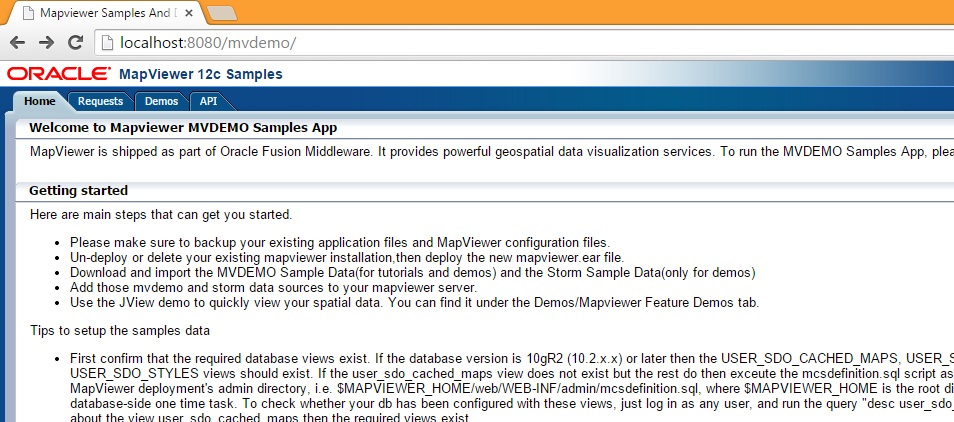 Mapviewer Samples And
localhost:8080/mvdemo/
ORACLE MapViewer 12c Samples
Home Requests Demos API
Welcome to Mapviewer MVDEMO Samples App
MapViewer is shipped as part of Oracle Fusion Middleware. It provides powerful geospatial data visualization services. To run the MVDEMO Samples App,
Getting started
Here are main steps that can get you started.
• Please make sure to backup your existing application files and MapViewer configuration files.
• Un-deploy or delete your existing mapviewer installation,then deploy the new mapviewer.ear file.
• Download and import the MVDEMO Sample Data(for tutorials and demos) and the Storm Sample Data(only for demos)
• Add those mvdemo and storm data sources to your mapviewer server.
• Use the JView demo to quickly view your spatial data. You can find it under the Demos/Mapviewer Feature Demos tab.
Tips to setup the samples data
• First confirm that the required database views exist. If the database version is 10gR2 (10.2.x.x) or later then the USER_SDO_CACHED_MAPS,
USER_SDO_STYLES views should exist. If the user_sdo_cached_maps view does not exist but the rest do then exceute the mcsdefinition.sql script as
MapViewer deployment's admin directory, i.e. $MAPVIEWER_HOME/web/WEB-INF/admin/mcsdefinition.sql, where $MAPVIEWER_HOME is the root
database-side one time task. To check whether your db has been configured with these views, just log in as any user, and run the query "desc
about the view user_sdo_cached_maps then the required views exist.